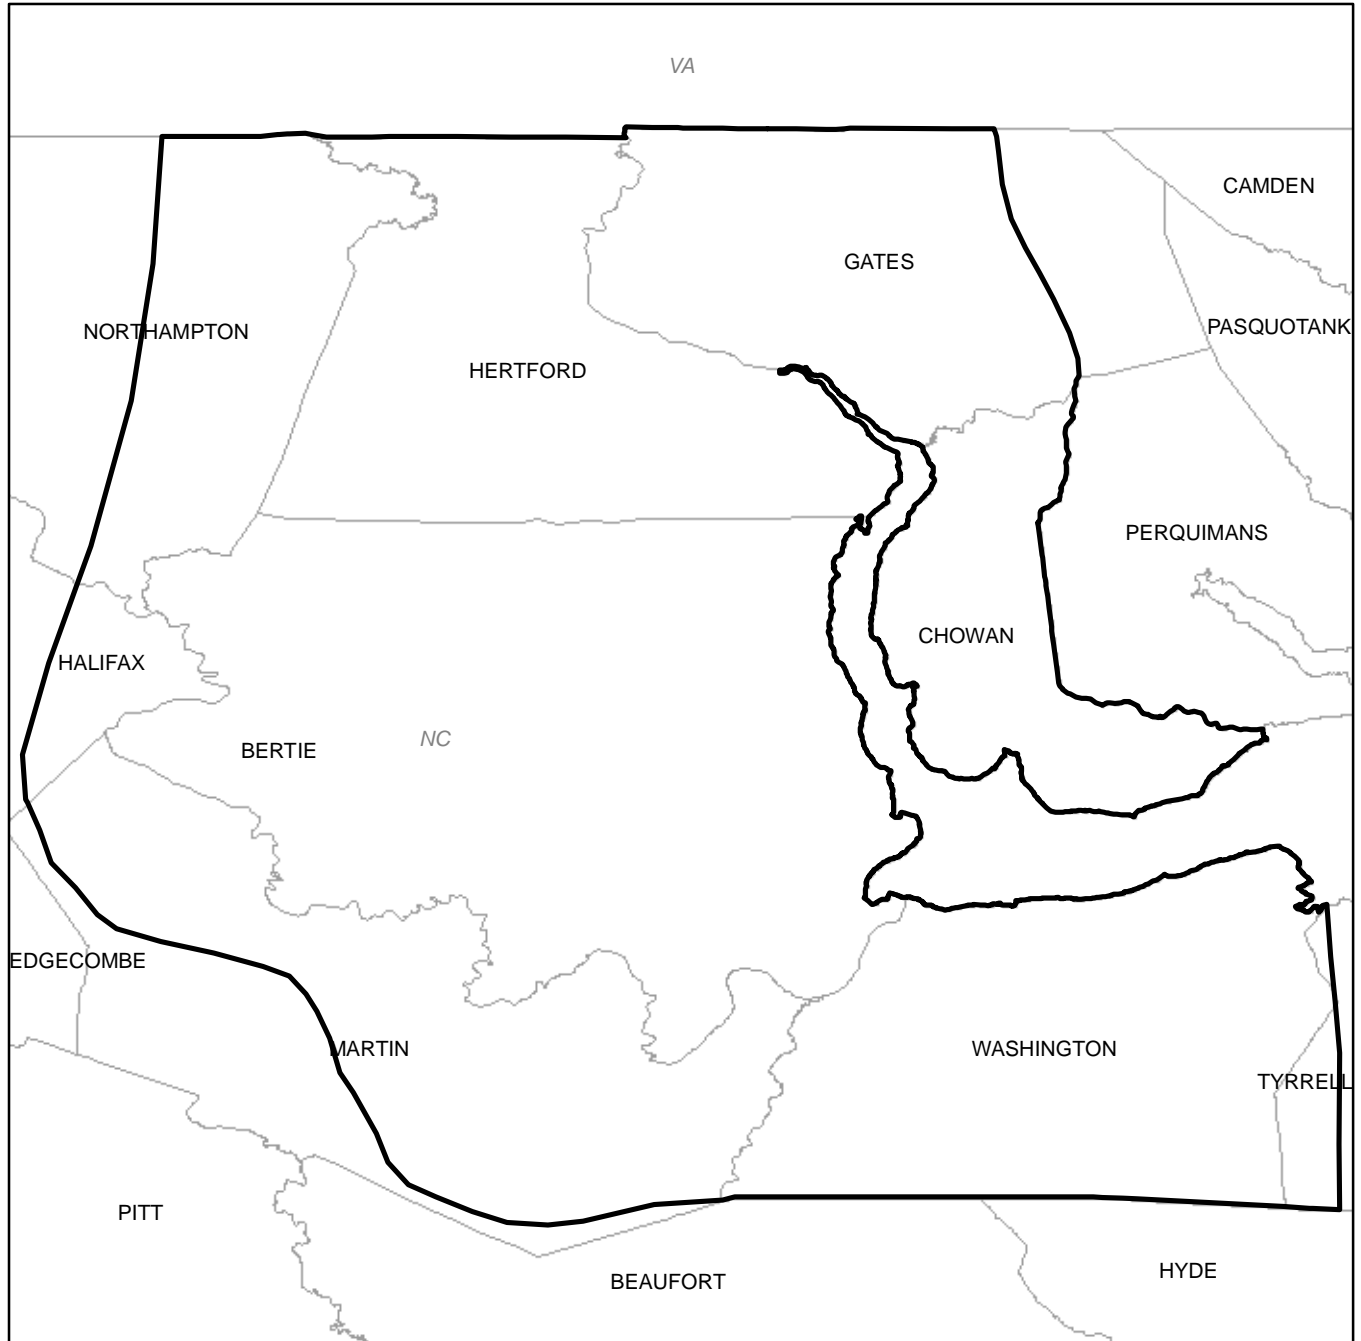 VA
CAMDEN
GATES
PASQUOTANK
NORTHAMPTON
HERTFORD
PERQUIMANS
CHOWAN
HALIFAX
NC
BERTIE
EDGECOMBE
MARTIN
WASHINGTON
TYRRELL
PITT
HYDE
BEAUFORT